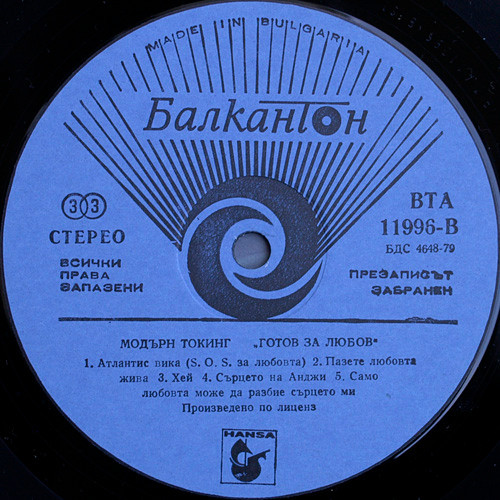 MADE IN BULGARIA
Балкантон
33
СТЕРЕО
ВСИЧКИ
ПРАВА
ЗАПАЗЕНИ
ВТА
11996-В
БДС 4648-79
ПРЕЗАПИСЪТ
ЗАБРАНЕН
МОДЪРН ТОКИНГ „ГОТОВ ЗА ЛЮБОВ"
1. Атлантис вика (S. O. S. за любовта) 2. Пазете любовта
жива 3. Хей 4. Сърцето на Анджи 5. Само
любовта може да разбие сърцето ми
Произведено по лиценз
HANSA